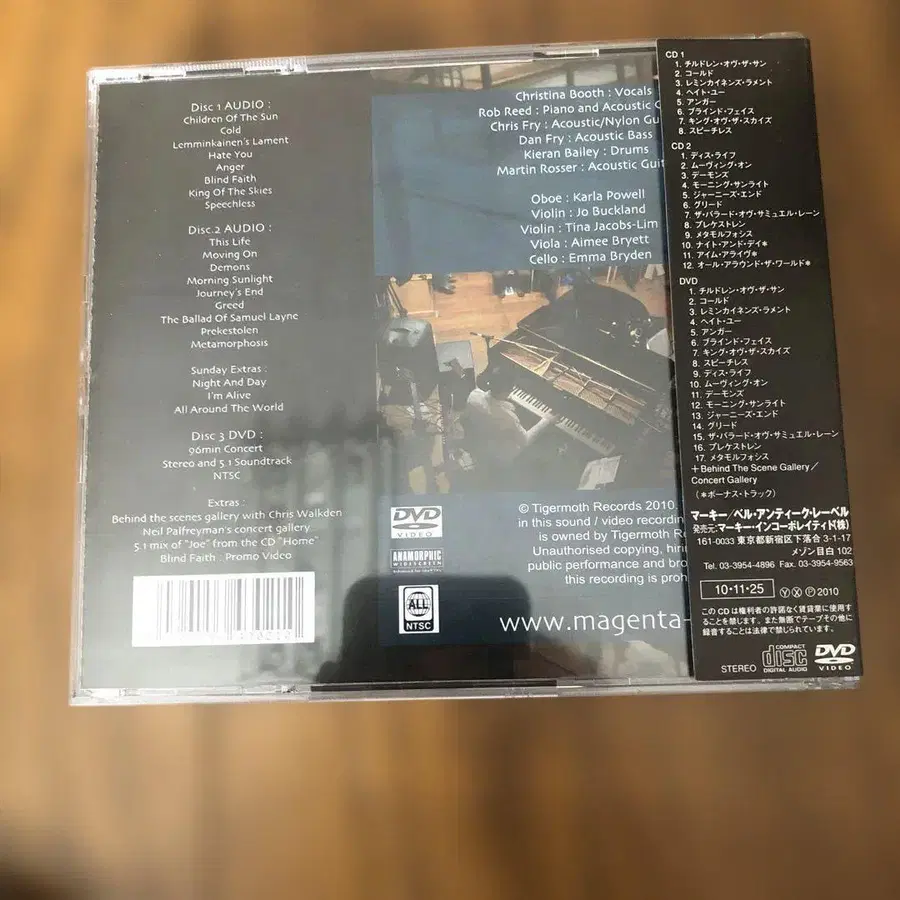 Disc 1 AUDIO :
Children Of The Sun
Cold
Lemminkainen's Lament
Hate You
Anger
Blind Faith
King Of The Skies
Speechless
Disc.2 AUDIO :
This Life
Moving On
Demons
Morning Sunlight
Journey's End
Greed
The Ballad Of Samuel Layne
Prekestolen
Metamorphosis
Sunday Extras :
Night And Day
I'm Alive
All Around The World
Disc 3 DVD :
96min Concert
Stereo and 5.1 Soundtrack
NTSC
Extras :
Behind the scenes gallery with Chris Walkden
Neil Palfreyman's concert gallery
5.1 mix of "Joe" from the CD "Home"
Blind Faith : Promo Video
Christina Booth : Vocals
Rob Reed : Piano and Acoustic G
Chris Fry : Acoustic/Nylon Gu
Dan Fry : Acoustic Bass
Kieran Bailey : Drums
Martin Rosser : Acoustic Guit
Oboe : Karla Powell
Violin : Jo Buckland
Violin : Tina Jacobs-Lim
Viola : Aimee Bryett
Cello : Emma Bryden
DVD
VIDEO
ANAMORPHIC
WIDESCREEN
ALL
NTSC
© Tigermoth Records 2010.
in this sound / video recordin
is owned by Tigermoth Reco
Unauthorised copying, hirin
public performance and bro
this recording is proh
www.magenta-
CD 1
1. チルドレン・オヴ・ザ・サン
2. コールド
3. レミンカイネンズ・ラメント
4. ヘイト・ユー
5. アンガー
6. ブラインド・フェイス
7. キング・オヴ・ザ・スカイズ
8. スピーチレス
CD 2
1. ディス・ライフ
2. ムーヴィング・オン
3. デーモンズ
4. モーニング・サンライト
5. ジャーニーズ・エンド
6. グリード
7. ザ・バラード・オヴ・サミュエル・レーン
8. プレケストレン
9. メタモルフォシス
10. ナイト・アンド・デイ*
11. アイム・アライヴ*
12. オール・アラウンド・ザ・ワールド*
DVD
1. チルドレン・オヴ・ザ・サン
2. コールド
3. レミンカイネンズ・ラメント
4. ヘイト・ユー
5. アンガー
6. ブラインド・フェイス
7. キング・オヴ・ザ・スカイズ
8. スピーチレス
9. ディス・ライフ
10. ムーヴィング・オン
11. デーモンズ
12. モーニング・サンライト
13. ジャーニーズ・エンド
14. グリード
15. ザ・バラード・オヴ・サミュエル・レーン
16. プレケストレン
17. メタモルフォシス
+Behind The Scene Gallery/
Concert Gallery
(*ボーナス・トラック)
マーキー/ベル・アンティーク・レーベル
発売元:マーキー・インコーポレイティド(株)
161-0033 東京都新宿区下落合 3-1-17
メゾン目白 102
Tel. 03-3954-4896 Fax. 03-3954-9563
10・11・25
Ⓨ Ⓧ Ⓟ 2010
このCDは権利者の許諾なく賃貸業に使用す
ることを禁じます。また無断でテープその他に
録音することは法律で禁じられています。
STEREO
COMPACT
disc
DIGITAL AUDIO
DVD
VIDEO